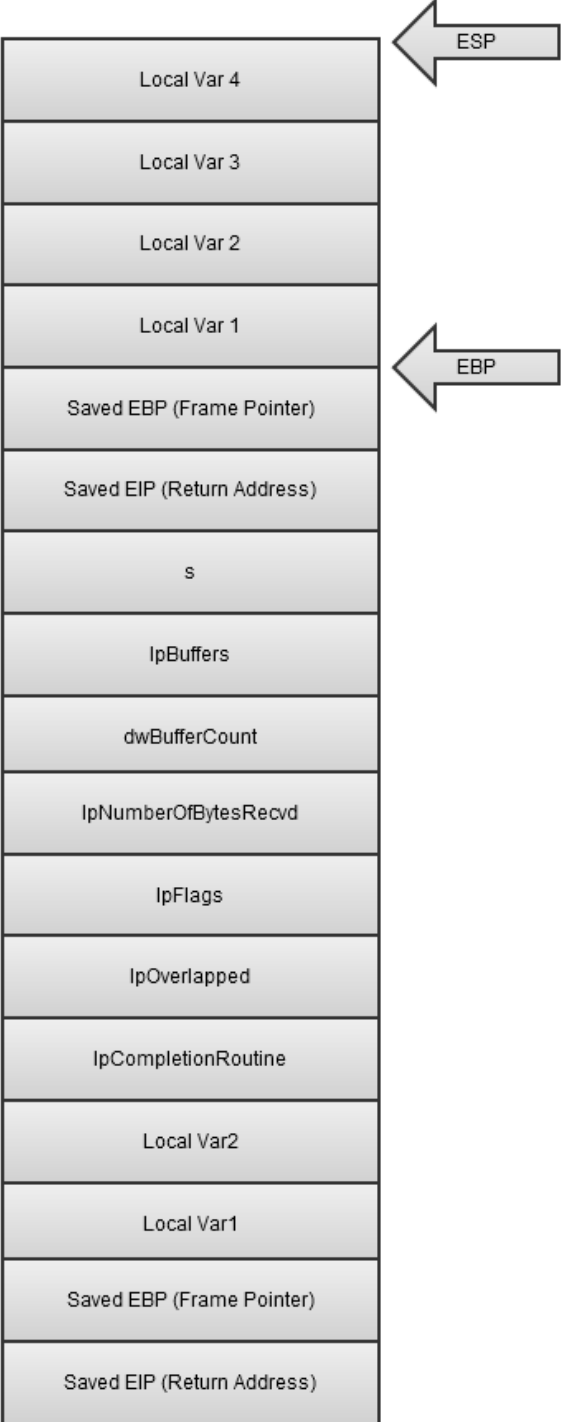 ESP
Local Var 4
Local Var 3
Local Var 2
Local Var 1
EBP
Saved EBP (Frame Pointer)
Saved EIP (Return Address)
s
lpBuffers
dwBufferCount
lpNumberOfBytesRecvd
lpFlags
lpOverlapped
lpCompletionRoutine
Local Var2
Local Var1
Saved EBP (Frame Pointer)
Saved EIP (Return Address)